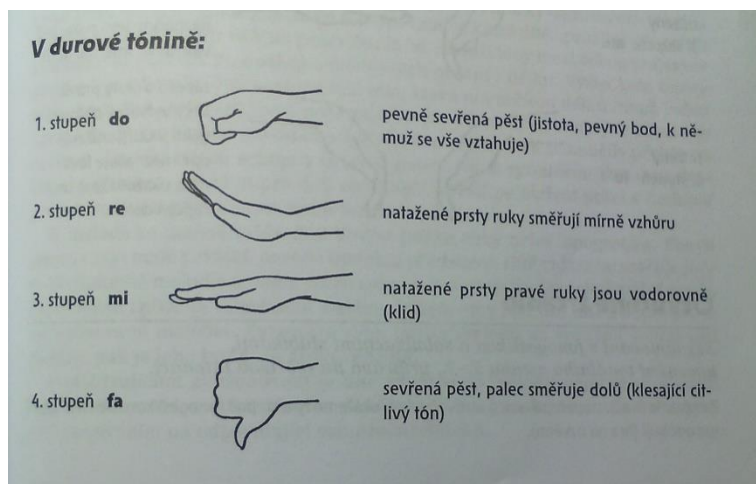 V durové tónině:
1. stupeň do
pevně sevřená pěst (jistota, pevný bod, k ně-
muž se vše vztahuje)
2. stupeň re
natažené prsty ruky směřují mírně vzhůru
3. stupeň mi
natažené prsty pravé ruky jsou vodorovně
(klid)
4. stupeň fa
sevřená pěst, palec směřuje dolů (klesající cit-
livý tón)